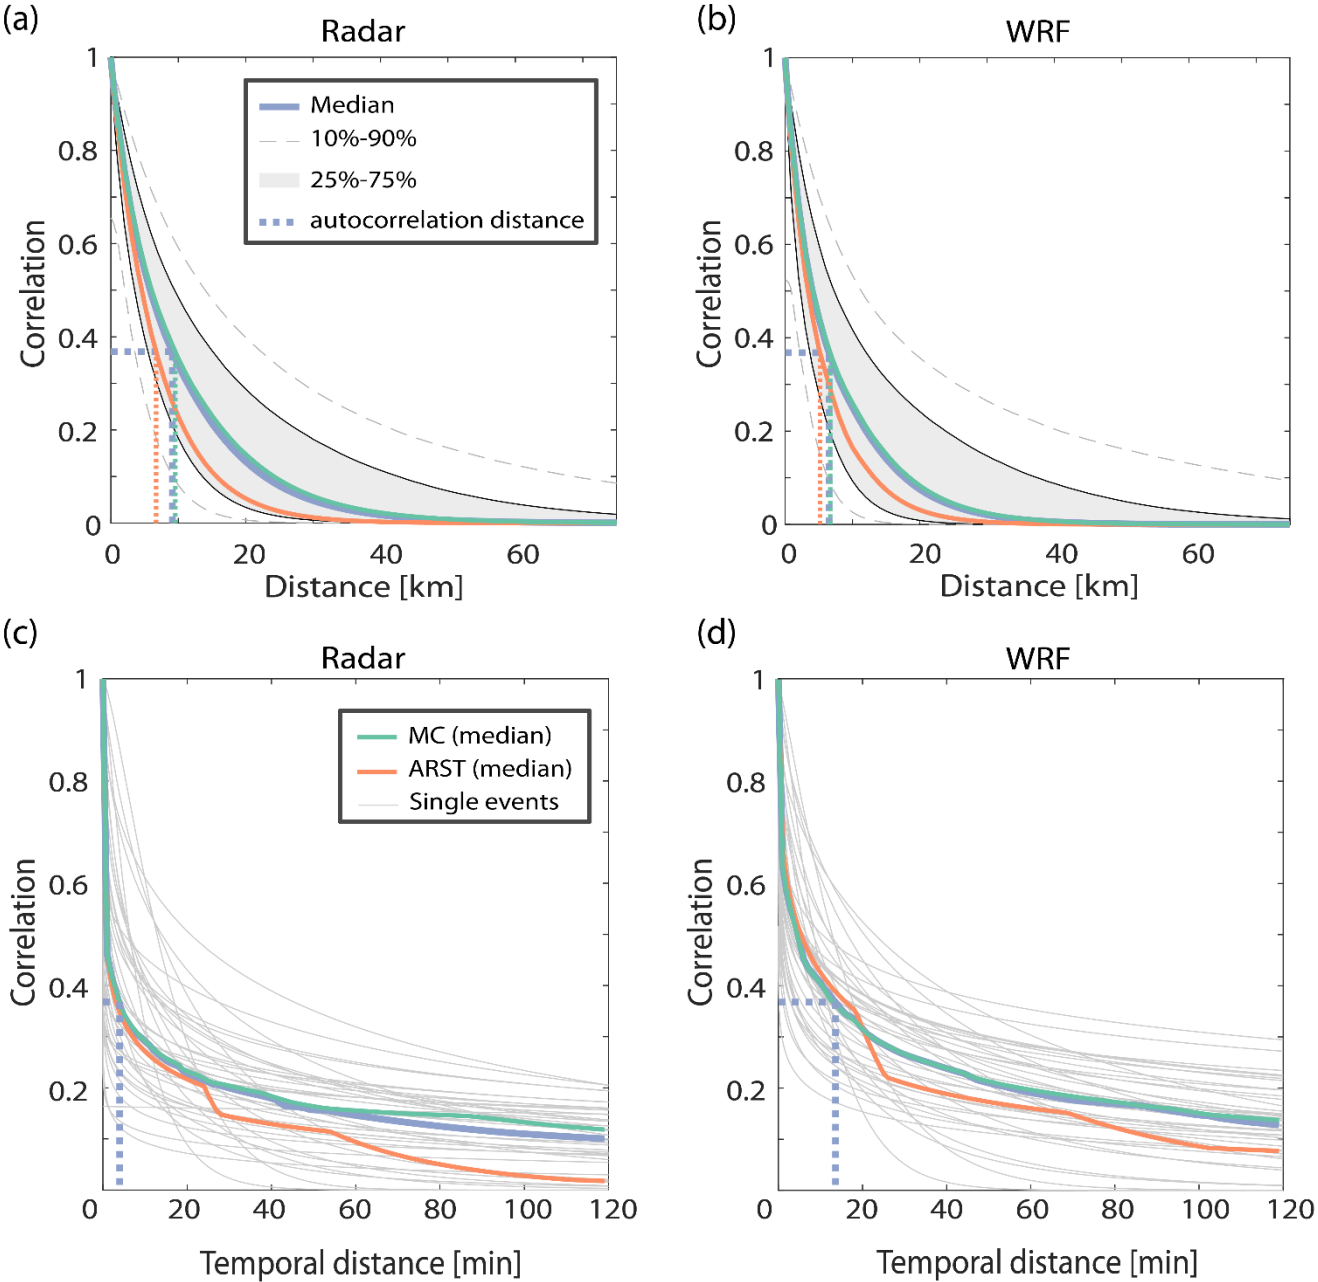 (a)
Radar
(b)
WRF
1
0.8
0.6
0.4
0.2
0
Correlation
Median
10%-90%
25%-75%
autocorrelation distance
0 20 40 60
Distance [km]
1
0.8
0.6
0.4
0.2
0
Correlation
0 20 40 60
Distance [km]
(c)
Radar
(d)
WRF
1
0.8
0.6
0.4
0.2
Correlation
MC (median)
ARST (median)
Single events
0 20 40 60 80 100 120
Temporal distance [min]
1
0.8
0.6
0.4
0.2
Correlation
0 20 40 60 80 100 120
Temporal distance [min]